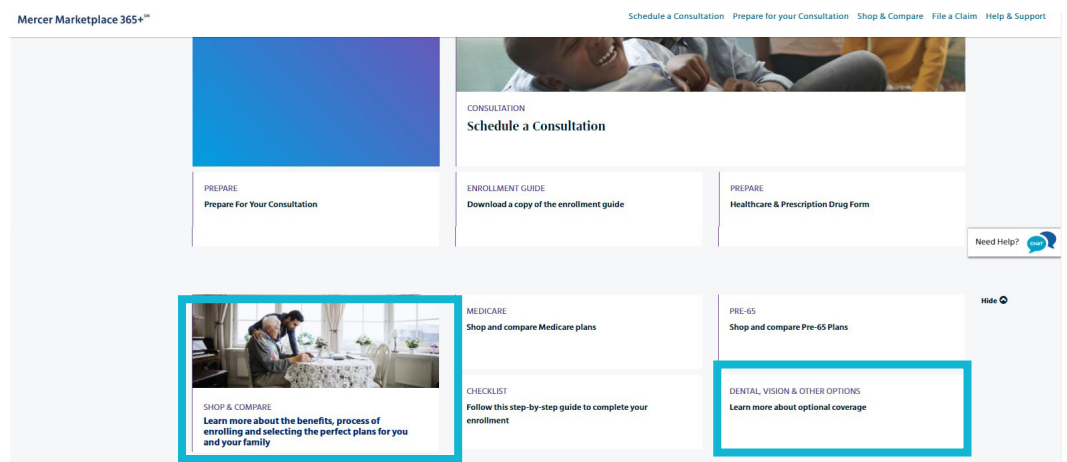 Mercer Marketplace 365+℠
Schedule a Consultation Prepare for your Consultation Shop & Compare File a Claim Help & Support
CONSULTATION
Schedule a Consultation
PREPARE
Prepare For Your Consultation
ENROLLMENT GUIDE
Download a copy of the enrollment guide
PREPARE
Healthcare & Prescription Drug Form
Need Help?
CHAT
Hide
MEDICARE
Shop and compare Medicare plans
PRE-65
Shop and compare Pre-65 Plans
SHOP & COMPARE
Learn more about the benefits, process of
enrolling and selecting the perfect plans for you
and your family
CHECKLIST
Follow this step-by-step guide to complete your
enrollment
DENTAL, VISION & OTHER OPTIONS
Learn more about optional coverage